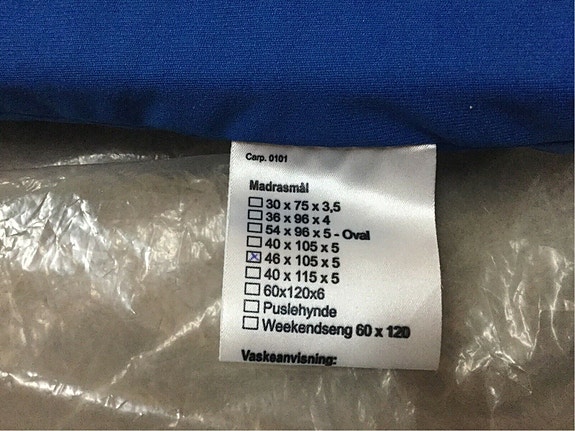 Carp. 0101
Madrasmål
30 x 75 x 3,5
36 x 96 x 4
54 x 96 x 5 - Oval
40 x 105 x 5
46 x 105 x 5
40 x 115 x 5
60x120x6
Puslehynde
Weekendseng 60 x 120
Vaskeanvisning: